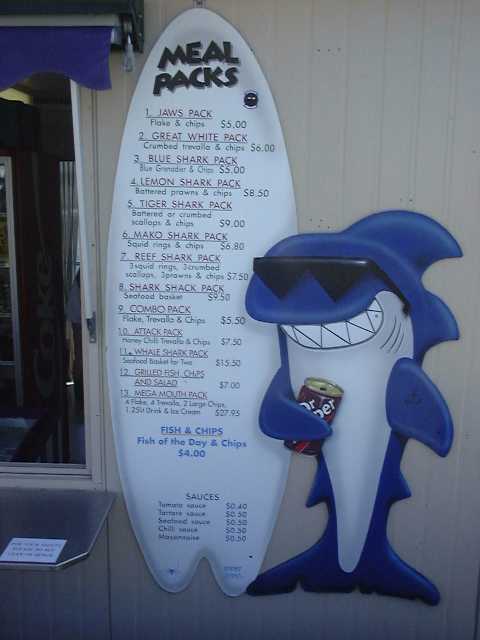 MEAL
PACKS
1. JAWS PACK
Flake & chips $5.00
2. GREAT WHITE PACK
Crumbed trevalla & chips $6.00
3. BLUE SHARK PACK
Blue Grenadier & Chips $5.00
4. LEMON SHARK PACK
Battered prawns & chips $8.50
5. TIGER SHARK PACK
Battered or crumbed
scallops & chips $9.00
6. MAKO SHARK PACK
Squid rings & chips $6.80
7. REEF SHARK PACK
3 squid rings, 3 crumbed
scallops, 3 prawns & chips $7.50
8. SHARK SHACK PACK
Seafood basket $9.50
9. COMBO PACK
Flake, Trevalla & Chips $5.50
10. ATTACK PACK
Honey Chilli Trevalla & Chips $7.50
11. WHALE SHARK PACK
Seafood Basket for Two $15.50
12. GRILLED FISH, CHIPS
AND SALAD $7.00
13. MEGA MOUTH PACK
4 Flake, 4 Trevalla, 2 Large Chips,
1.25Lt Drink & Ice Cream $27.95
FISH & CHIPS
Fish of the Day & Chips
$4.00
SAUCES
Tomato sauce $0.40
Tartare sauce $0.50
Seafood sauce $0.50
Chilli sauce $0.50
Mayonnaise $0.50